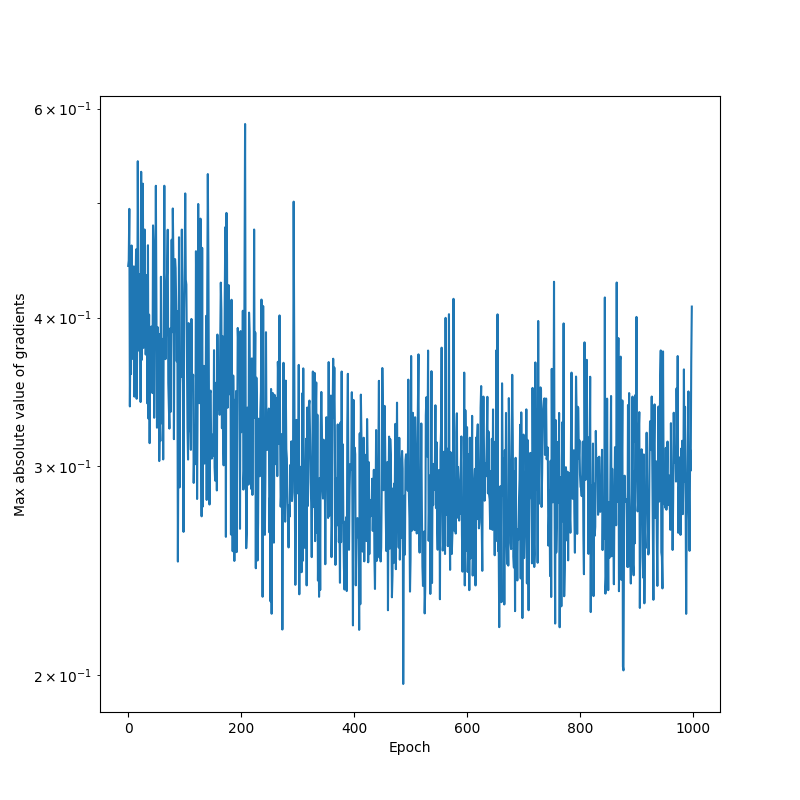 6 × 10⁻¹
4 × 10⁻¹
3 × 10⁻¹
2 × 10⁻¹
Max absolute value of gradients
0 200 400 600 800 1000
Epoch